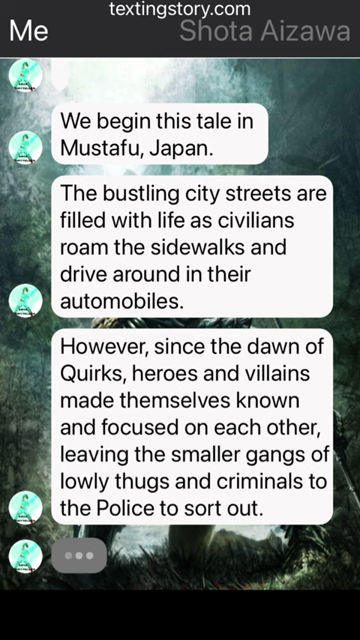 textingstory.com
Me
Shota Aizawa
We begin this tale in
Mustafu, Japan.
The bustling city streets are
filled with life as civilians
roam the sidewalks and
drive around in their
automobiles.
However, since the dawn of
Quirks, heroes and villains
made themselves known
and focused on each other,
leaving the smaller gangs of
lowly thugs and criminals to
the Police to sort out.